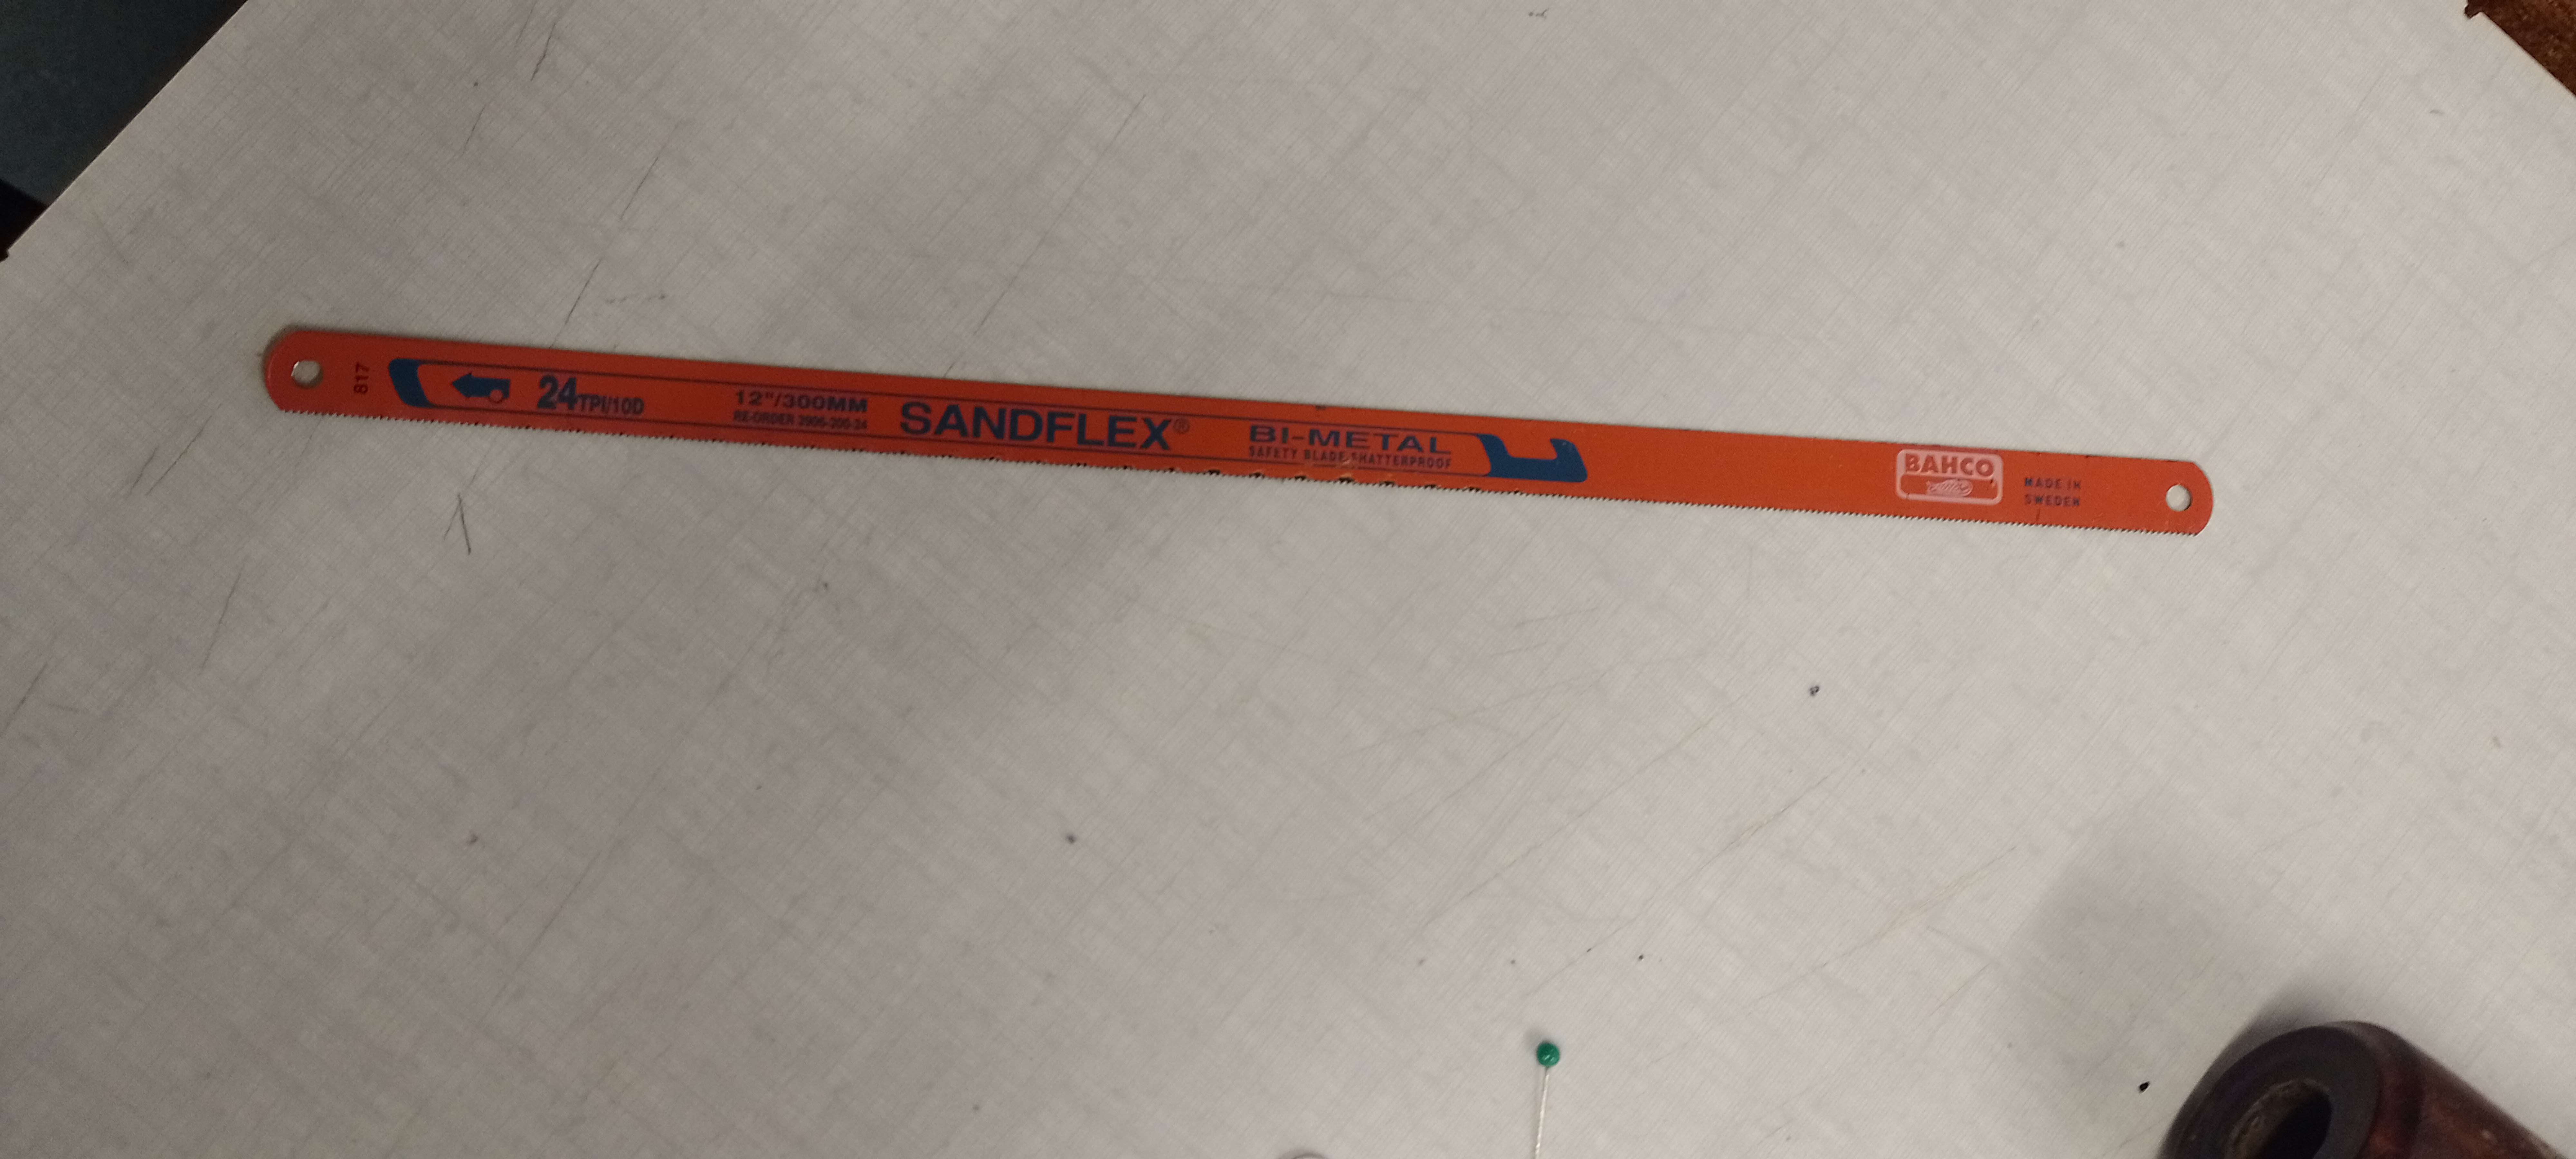 817
24TPI/10D
12"/300MM
RE-ORDER 3906-300-24
SANDFLEX®
BI-METAL
SAFETY BLADE SHATTERPROOF
BAHCO
MADE IN
SWEDEN